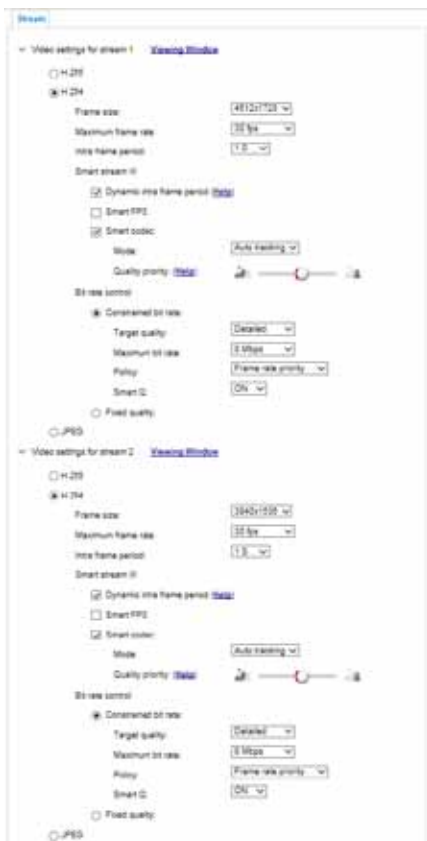 Stream
Video settings for stream 1 Viewing Window
H.265
H.264
Frame size: 4512x1728
Maximum frame rate: 30 fps
Intra frame period: 1 S
Smart stream III
Dynamic intra frame period (Help)
Smart FPS
Smart codec:
Mode: Auto tracking
Quality priority: (Help)
Bit rate control
Constrained bit rate:
Target quality: Detailed
Maximum bit rate: Mbps
Policy: Frame rate priority
Smart Q: ON
Fixed quality:
JPEG
Video settings for stream 2 Viewing Window
H.265
H.264
Frame size:
Maximum frame rate: 30 fps
Intra frame period: 1 S
Smart stream III
Dynamic intra frame period (Help)
Smart FPS
Smart codec:
Mode: Auto tracking
Quality priority: (Help)
Bit rate control
Constrained bit rate:
Target quality: Detailed
Maximum bit rate: Mbps
Policy: Frame rate priority
Smart Q: ON
Fixed quality:
JPEG